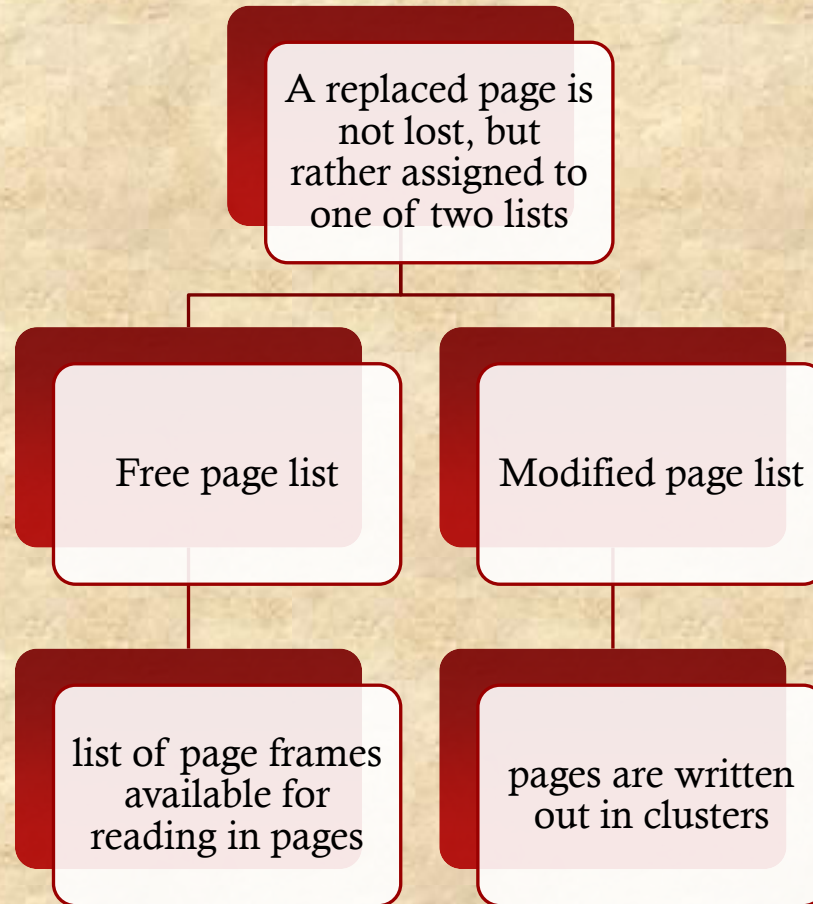 A replaced page is
not lost, but
rather assigned to
one of two lists
Free page list
Modified page list
list of page frames
available for
reading in pages
pages are written
out in clusters